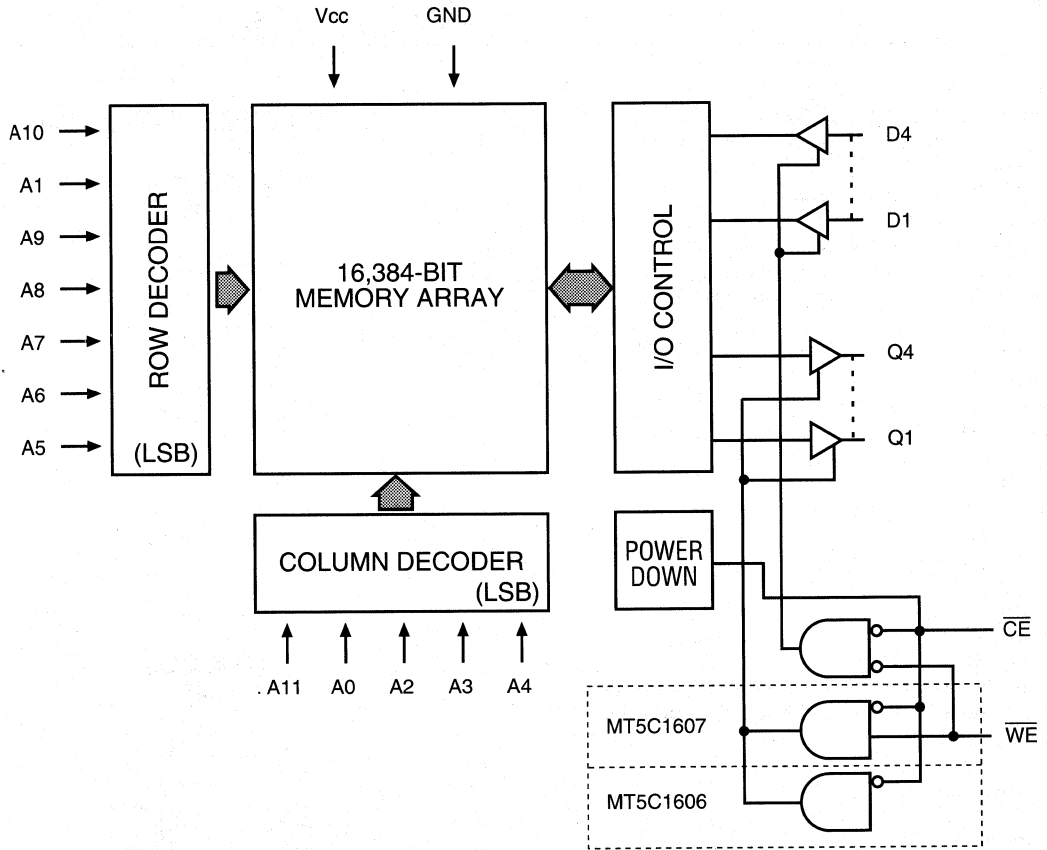 Vcc
GND
A10
A1
A9
A8
A7
A6
A5
ROW DECODER
(LSB)
16,384-BIT
MEMORY ARRAY
I/O CONTROL
D4
D1
Q4
Q1
COLUMN DECODER
(LSB)
A11
A0
A2
A3
A4
POWER
DOWN
CE
WE
MT5C1607
MT5C1606